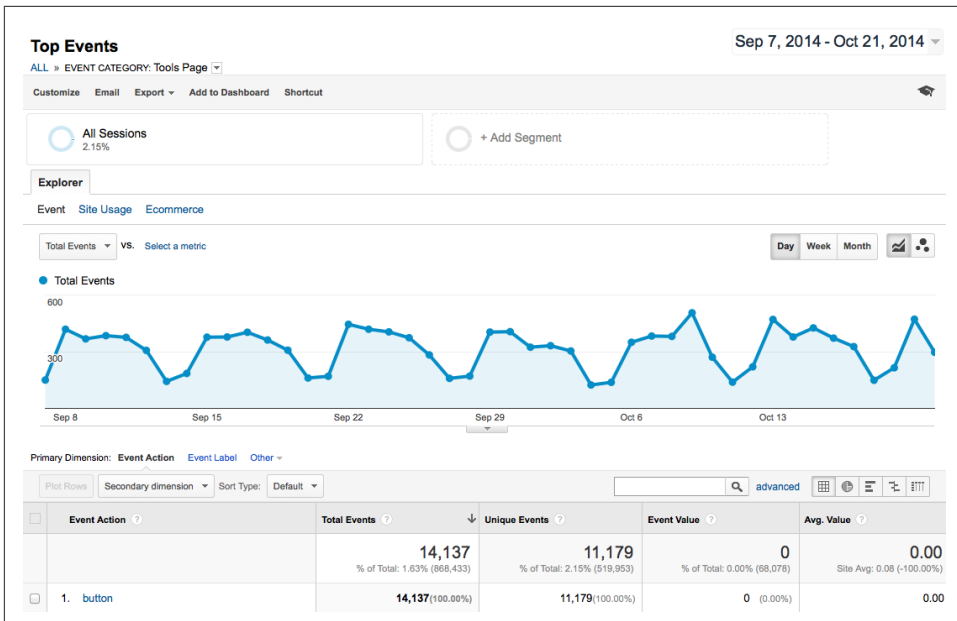 Top Events
Sep 7, 2014 - Oct 21, 2014
ALL » EVENT CATEGORY: Tools Page
Customize Email Export Add to Dashboard Shortcut
All Sessions
2.15%
+ Add Segment
Explorer
Event Site Usage Ecommerce
Total Events VS. Select a metric
Day Week Month
Total Events
600
300
Sep 8 Sep 15 Sep 22 Sep 29 Oct 6 Oct 13
Primary Dimension: Event Action Event Label Other
Plot Rows Secondary dimension Sort Type: Default advanced
Event Action ? Total Events ? Unique Events ? Event Value ? Avg. Value ?
14,137 11,179 0 0.00
% of Total: 1.63% (868,433) % of Total: 2.15% (519,953) % of Total: 0.00% (68,078) Site Avg: 0.08 (-100.00%)
1. button 14,137(100.00%) 11,179(100.00%) 0 (0.00%) 0.00